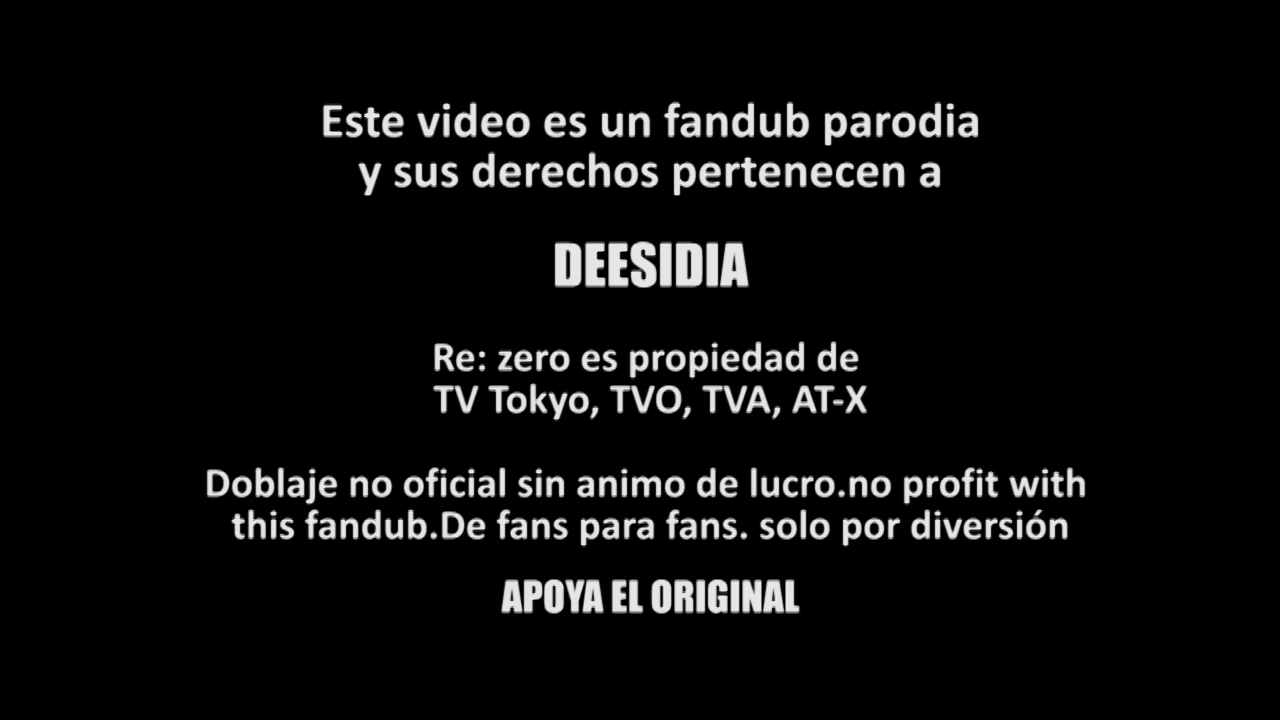 Este video es un fandub parodia
y sus derechos pertenecen a
DEESIDIA
Re: zero es propiedad de
TV Tokyo, TVO, TVA, AT-X
Doblaje no oficial sin animo de lucro.no profit with
this fandub.De fans para fans. solo por diversión
APOYA EL ORIGINAL